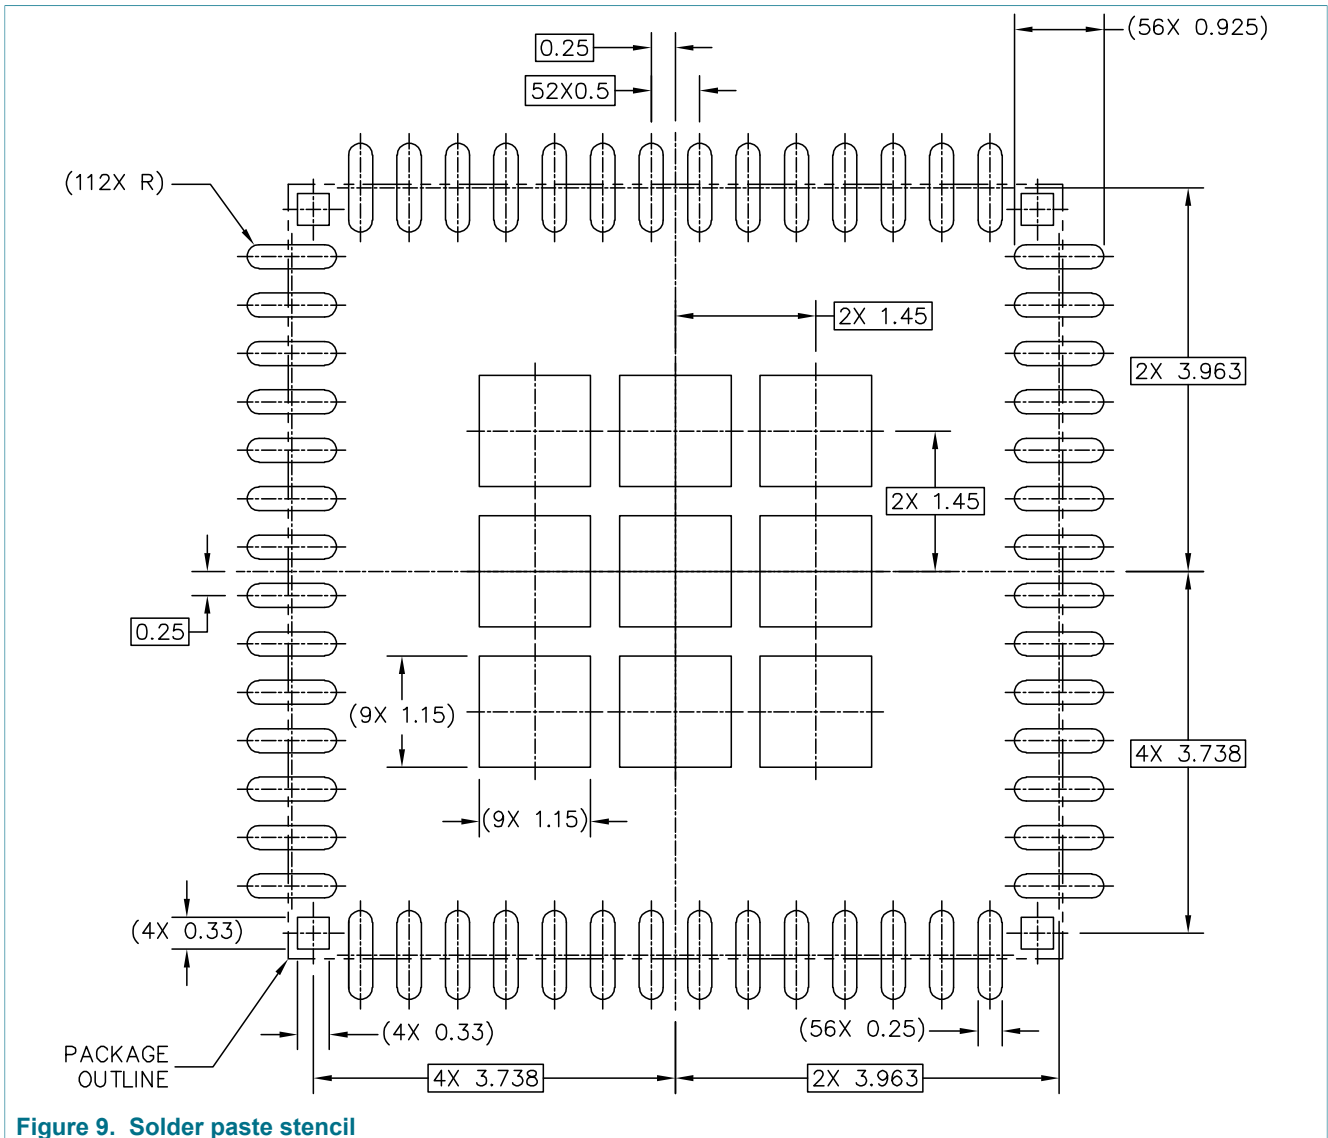 (56X 0.925)
0.25
52X0.5
(112X R)
2X 1.45
2X 3.963
2X 1.45
0.25
(9X 1.15)
4X 3.738
(9X 1.15)
(4X 0.33)
(4X 0.33)
(56X 0.25)
PACKAGE
OUTLINE
4X 3.738
2X 3.963
Figure 9. Solder paste stencil